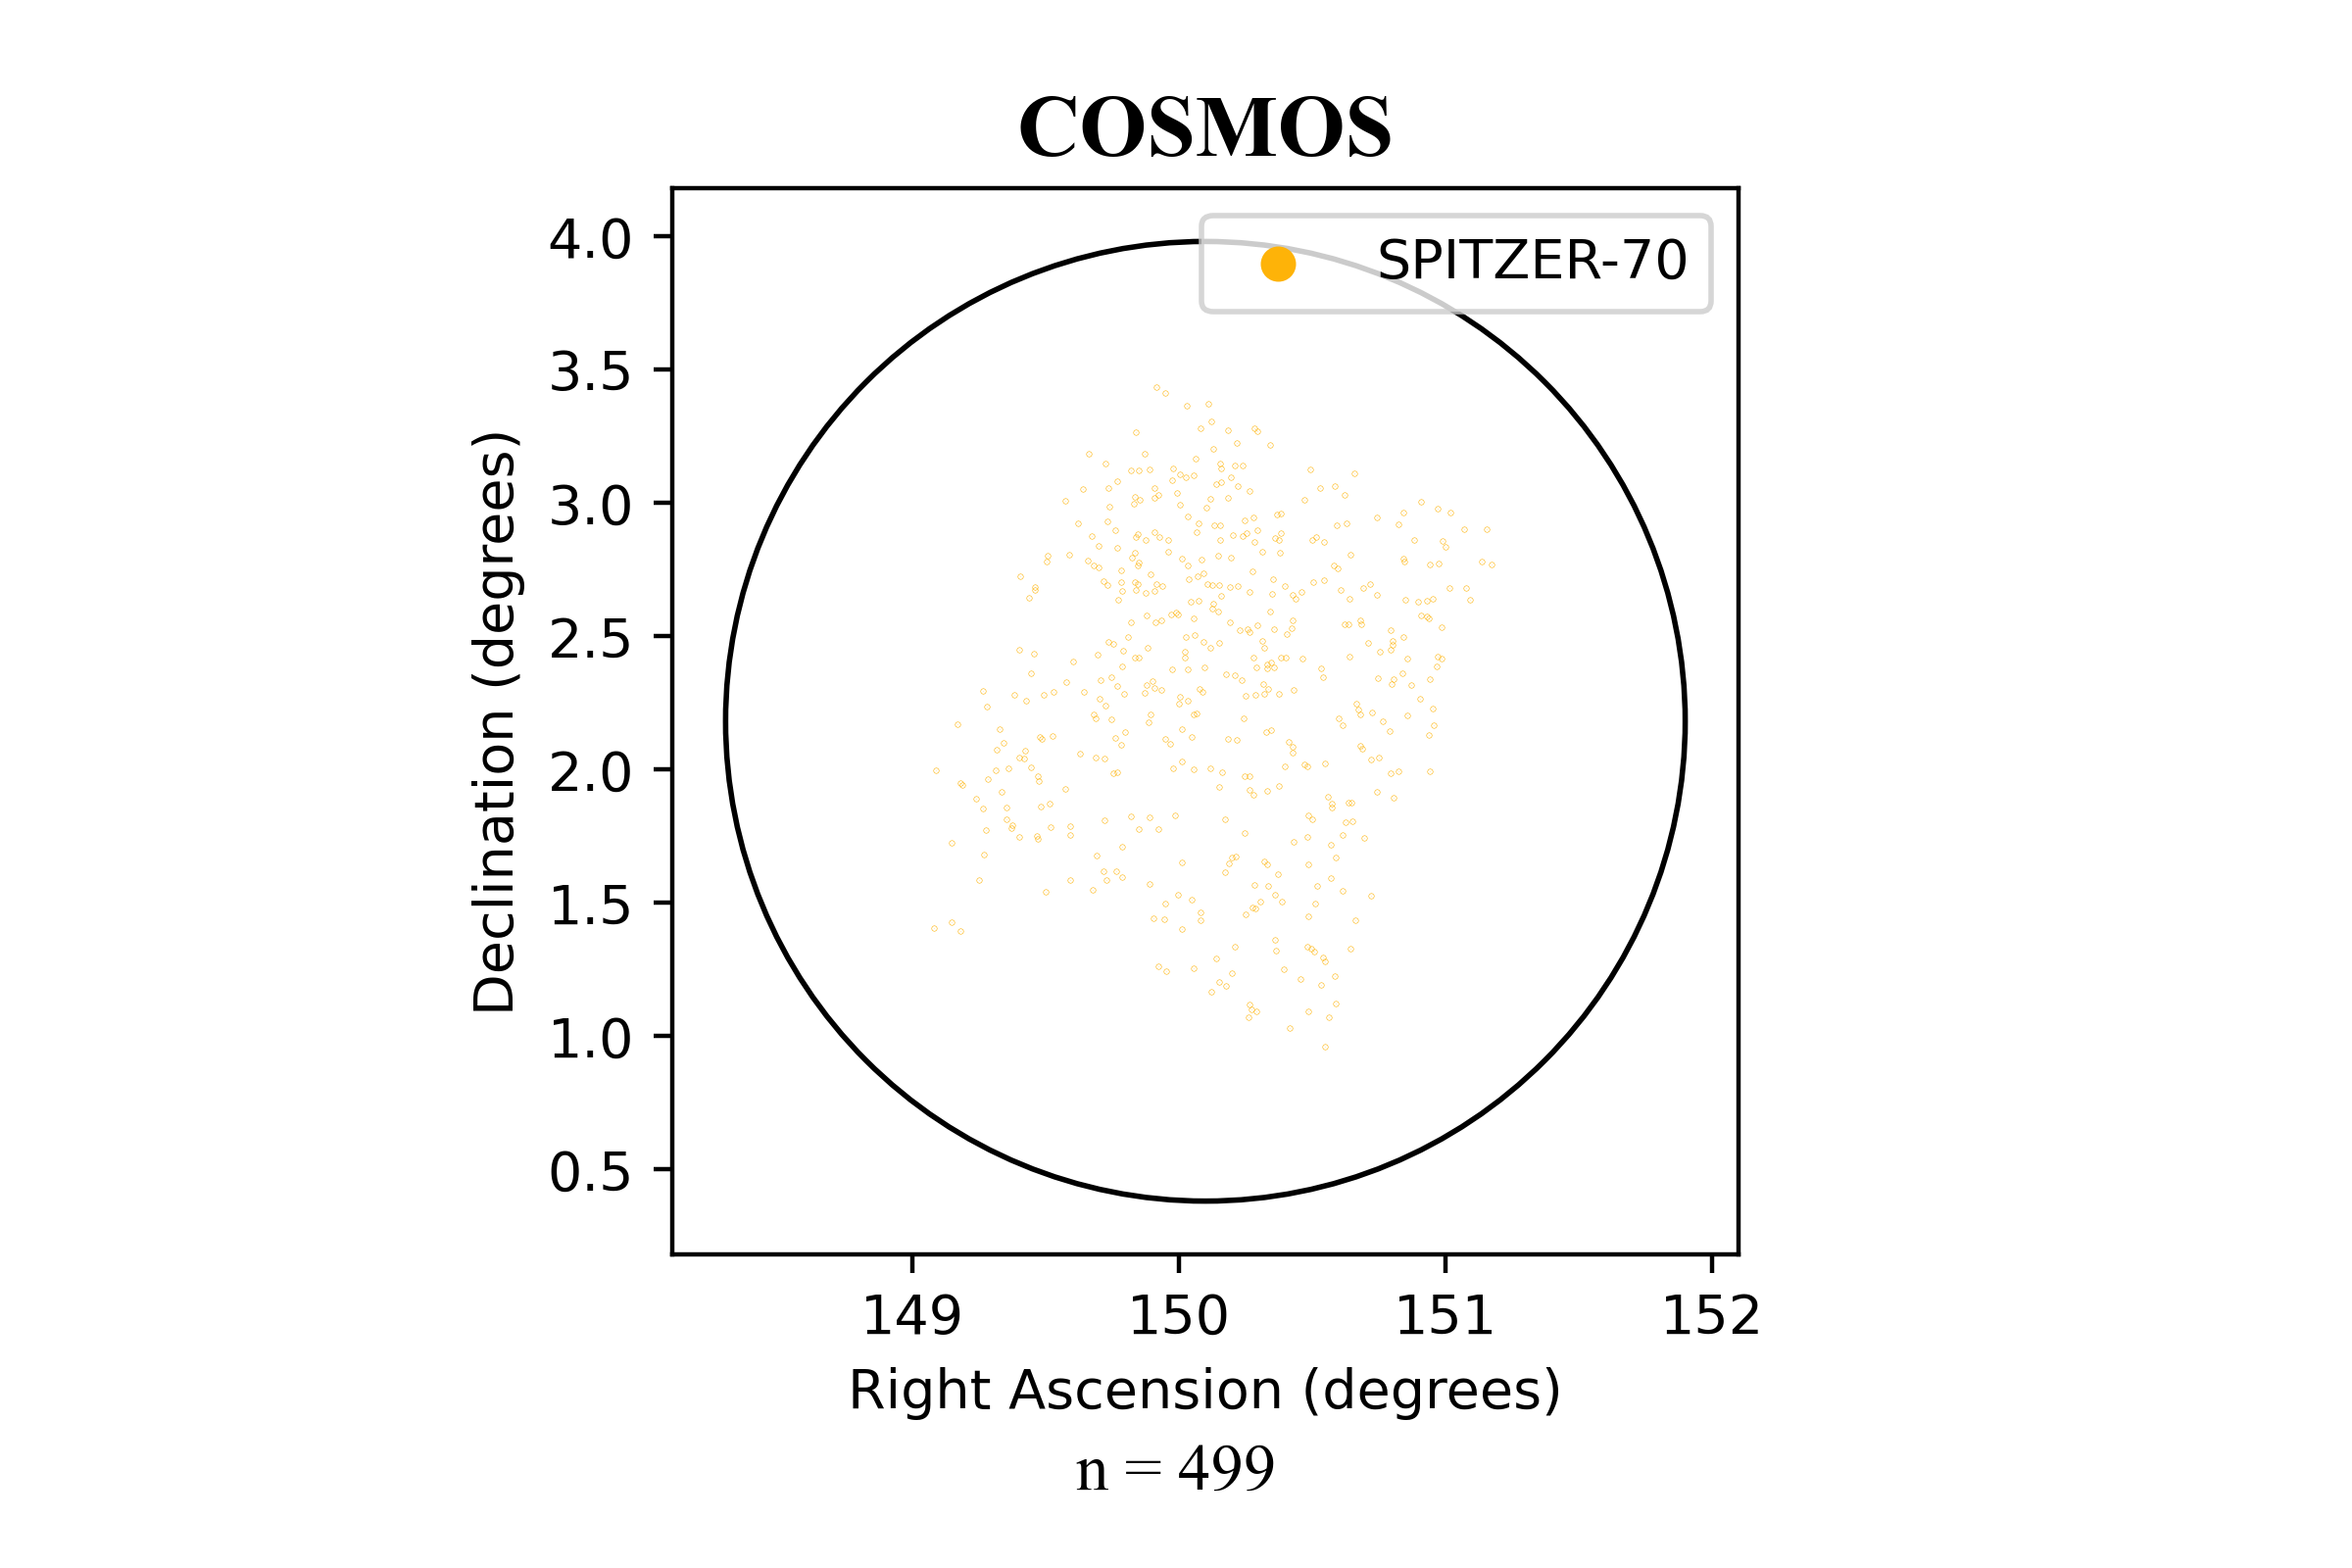 COSMOS
SPITZER-70
4.0
3.5
3.0
2.5
2.0
1.5
1.0
0.5
Declination (degrees)
149 150 151 152
Right Ascension (degrees)
n = 499